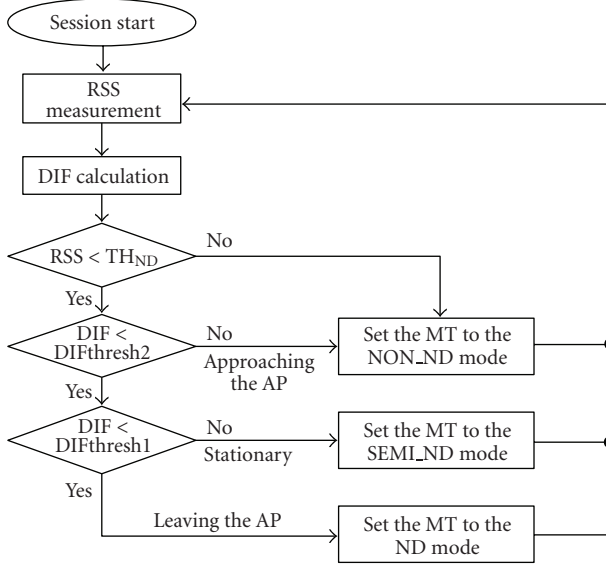 Session start
RSS
measurement
DIF calculation
RSS < TH_ND
No
Yes
DIF <
DIFthresh2
No
Approaching
the AP
Set the MT to the
NON_ND mode
Yes
DIF <
DIFthresh1
No
Stationary
Set the MT to the
SEMI_ND mode
Yes
Leaving the AP
Set the MT to the
ND mode